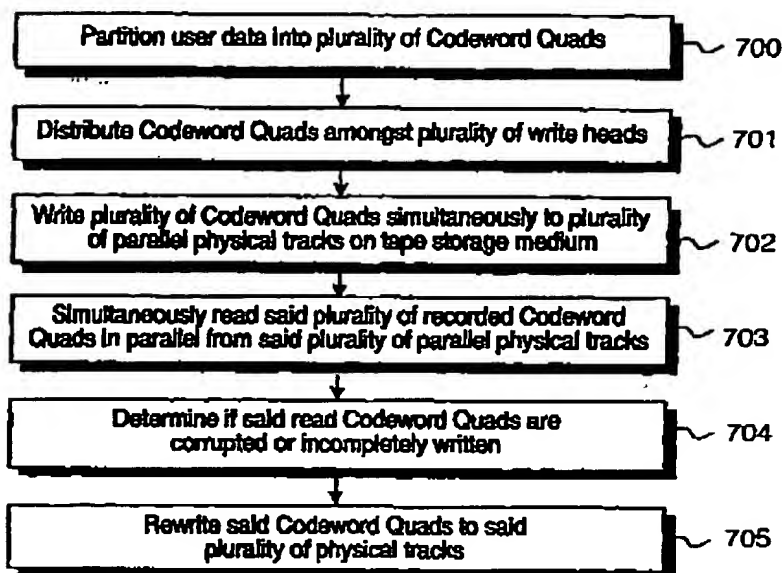 Partition user data into plurality of Codeword Quads
700
Distribute Codeword Quads amongst plurality of write heads
701
Write plurality of Codeword Quads simultaneously to plurality
of parallel physical tracks on tape storage medium
702
Simultaneously read said plurality of recorded Codeword
Quads in parallel from said plurality of parallel physical tracks
703
Determine if said read Codeword Quads are
corrupted or incompletely written
704
Rewrite said Codeword Quads to said
plurality of physical tracks
705